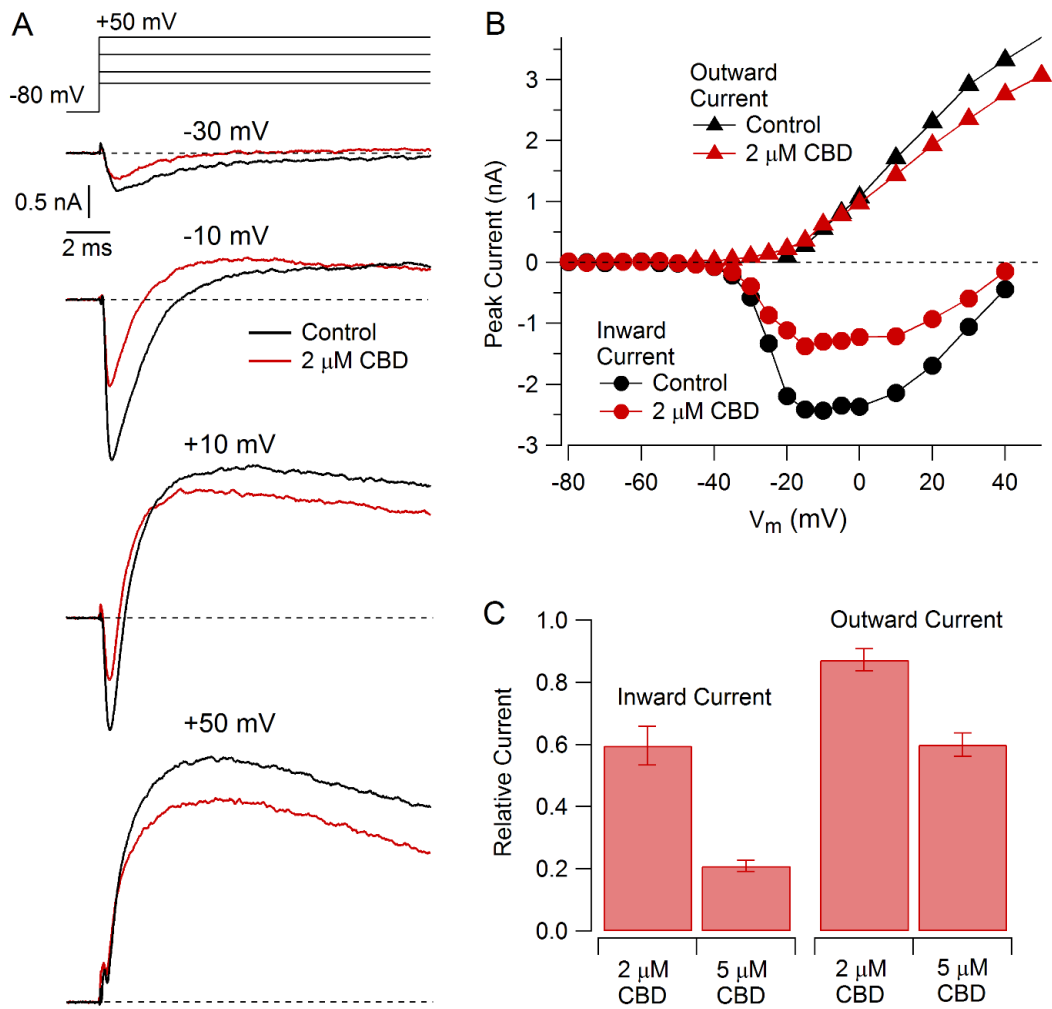 A
+50 mV
-80 mV
-30 mV
0.5 nA
2 ms
-10 mV
Control
2 μM CBD
+10 mV
+50 mV
B
Peak Current (nA)
3
2
1
0
-1
-2
-3
Outward
Current
Control
2 μM CBD
Inward
Current
Control
2 μM CBD
-80
-60
-40
-20
0
20
40
Vm (mV)
C
Relative Current
1.0
0.8
0.6
0.4
0.2
0.0
Outward Current
Inward Current
2 μM
CBD
5 μM
CBD
2 μM
CBD
5 μM
CBD